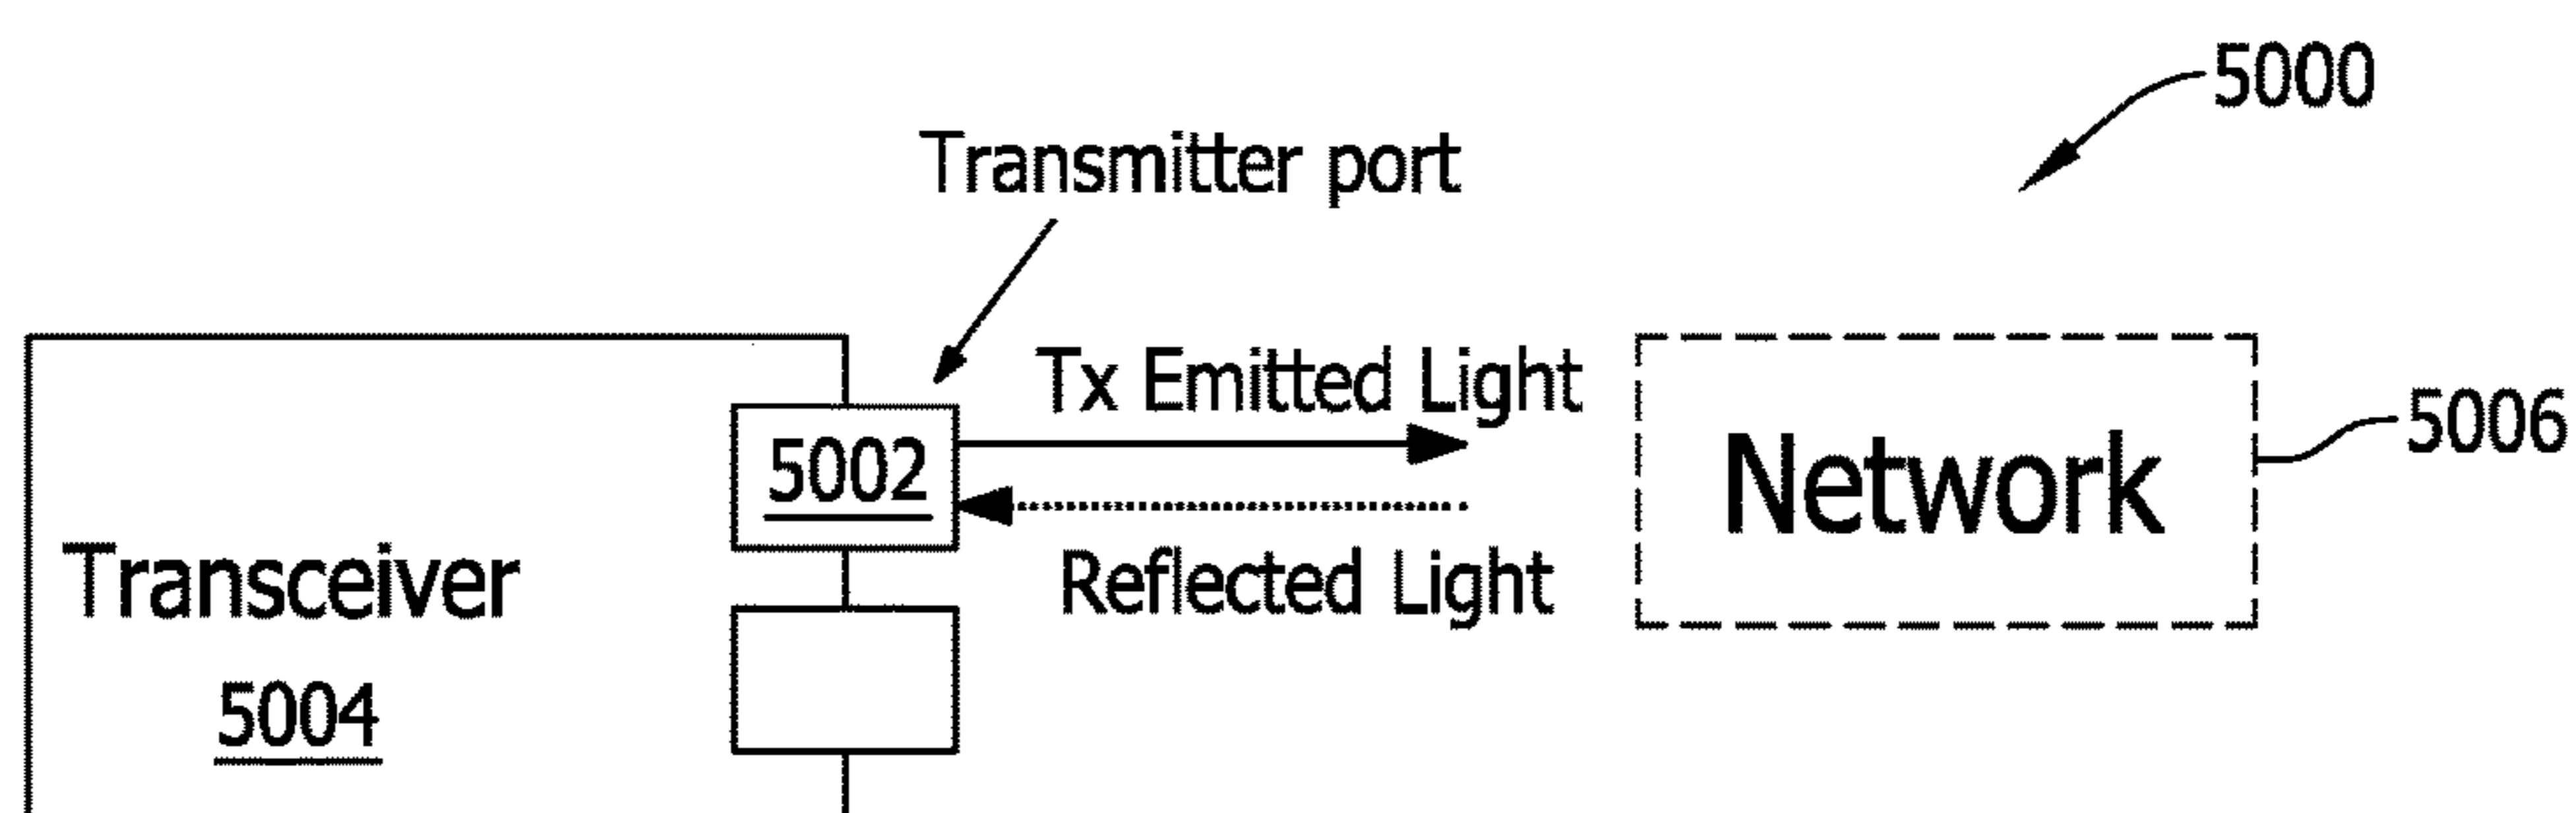 5000
Transmitter port
Tx Emitted Light
5002
Reflected Light
Network
5006
Transceiver
5004